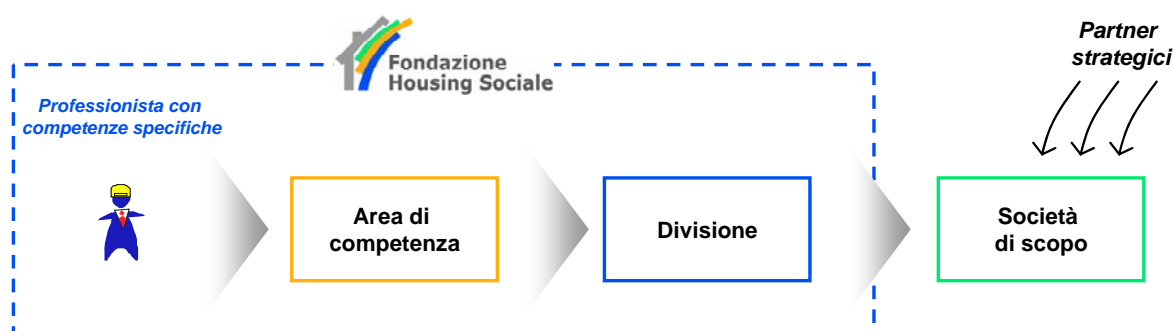 Fondazione
Housing Sociale
Partner
strategici
Professionista con
competenze specifiche
Area di
competenza
Divisione
Società
di scopo